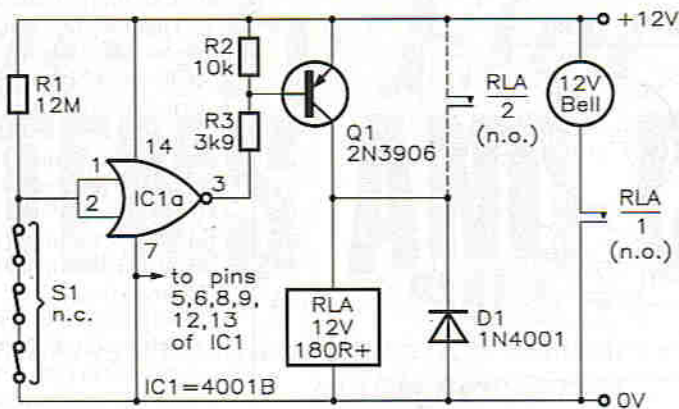 +12V
R1
12M
R2
10k
R3
3k9
Q1
2N3906
RLA
2
(n.o.)
12V
Bell
RLA
1
(n.o.)
14
1
2
IC1a
3
7
S1
n.c.
to pins
5,6,8,9,
12,13
of IC1
RLA
12V
180R+
D1
1N4001
IC1=4001B
0V